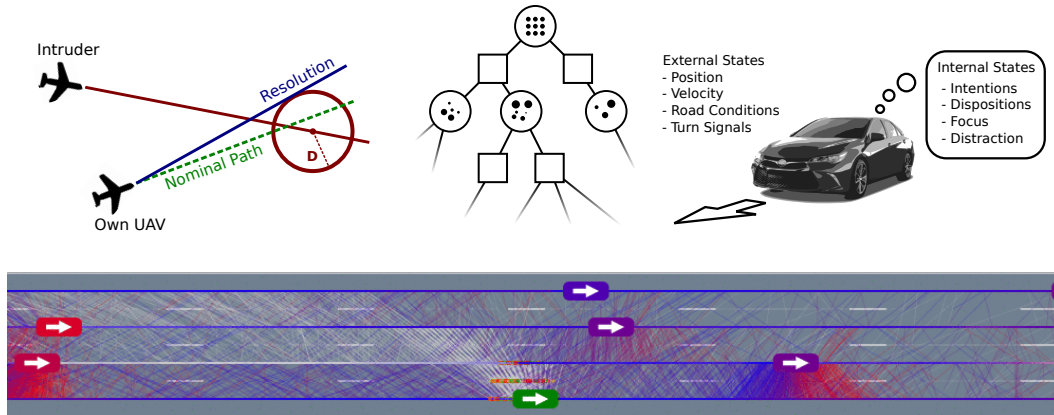 Intruder
Resolution
Nominal Path
D
Own UAV
External States
- Position
- Velocity
- Road Conditions
- Turn Signals
Internal States
- Intentions
- Dispositions
- Focus
- Distraction